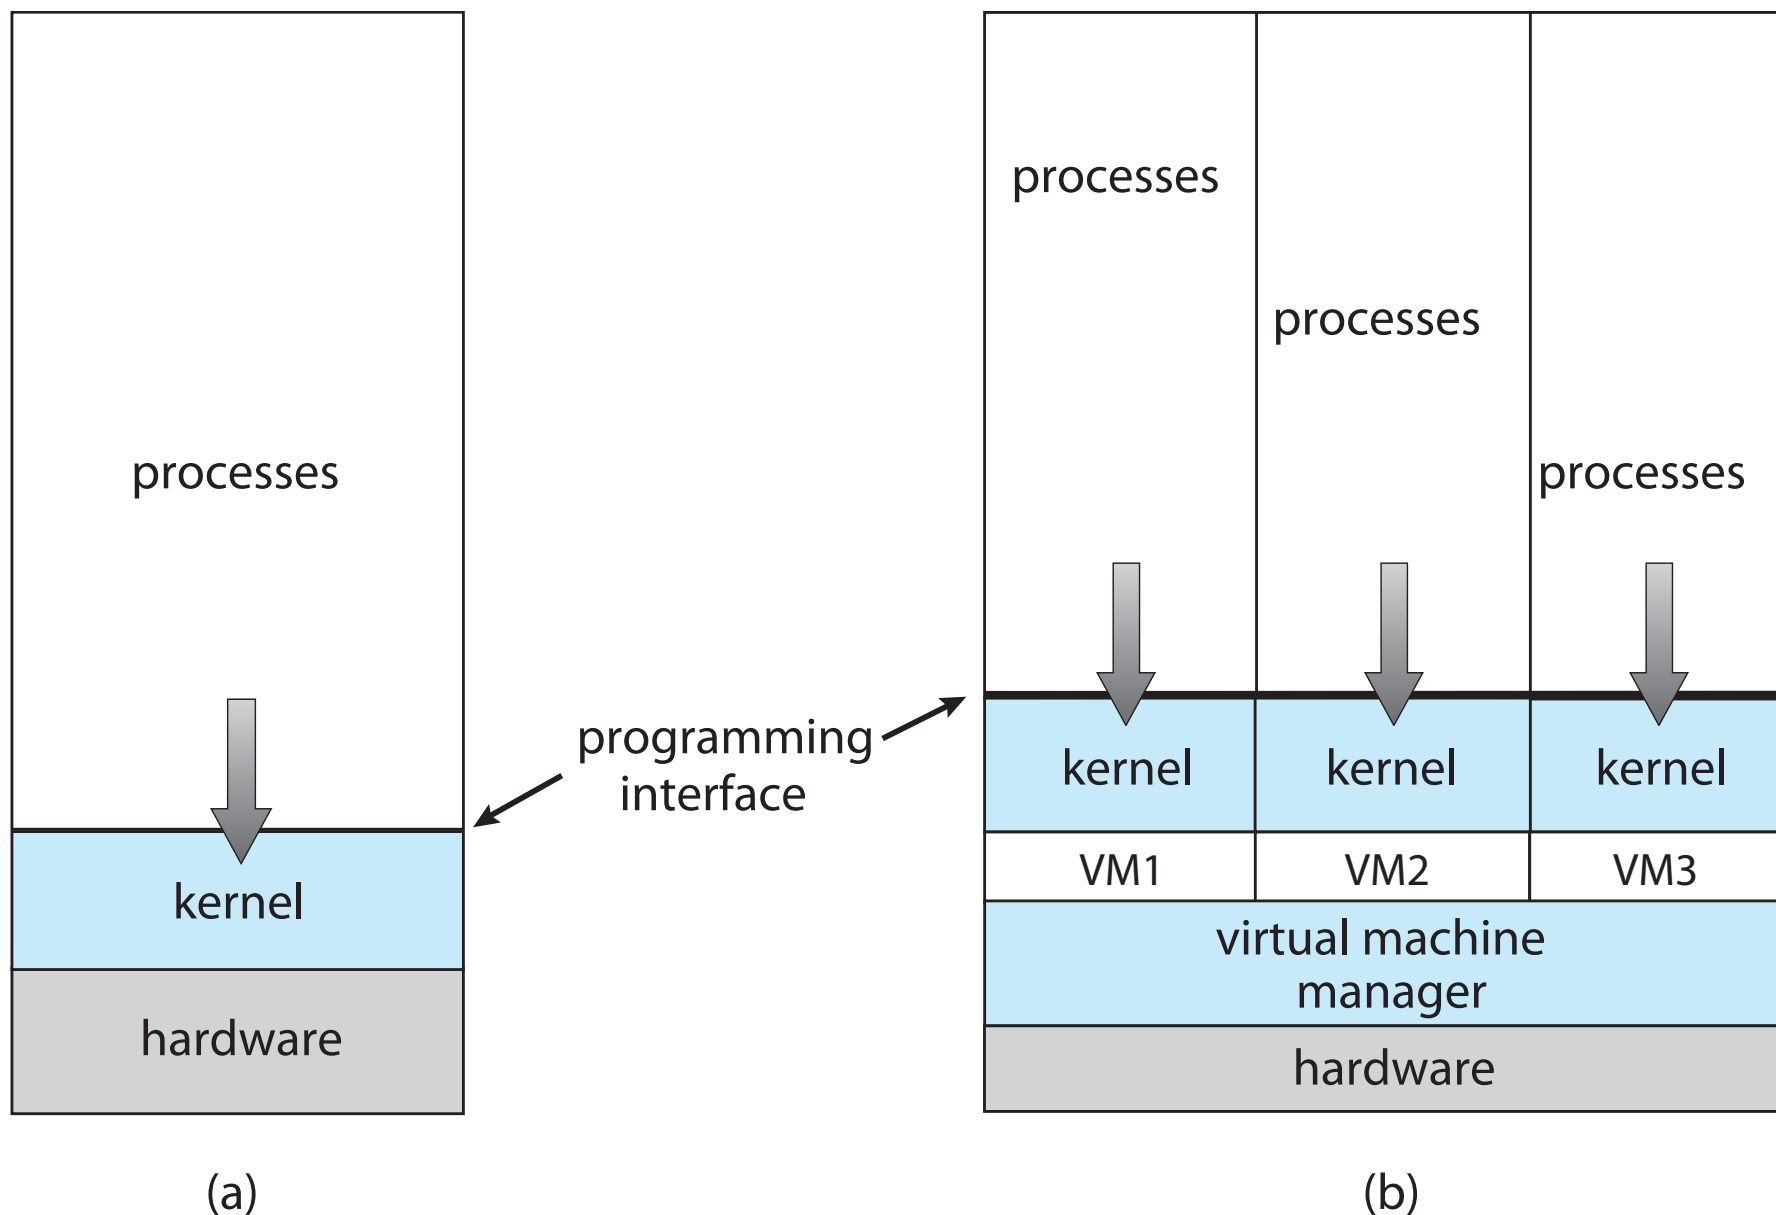 processes
kernel
hardware
(a)
programming
interface
processes
processes
processes
kernel kernel kernel
VM1 VM2 VM3
virtual machine
manager
hardware
(b)